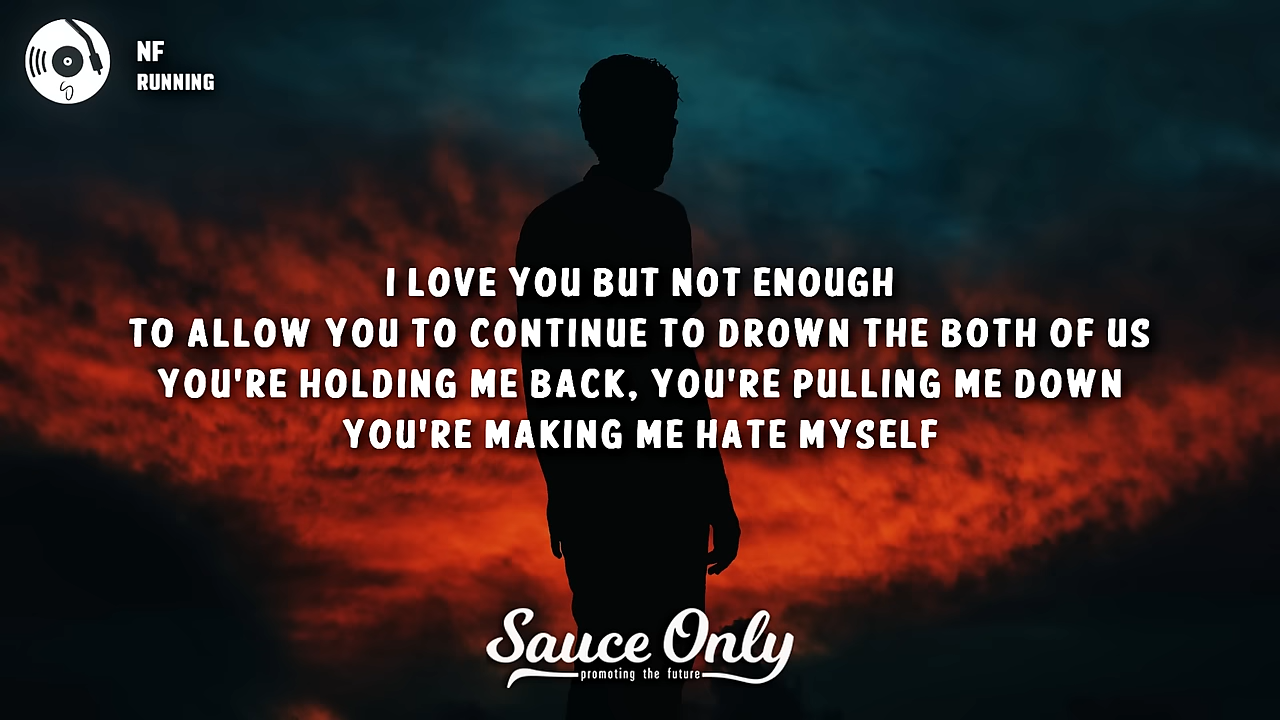 NF
RUNNING
I LOVE YOU BUT NOT ENOUGH
TO ALLOW YOU TO CONTINUE TO DROWN THE BOTH OF US
YOU'RE HOLDING ME BACK, YOU'RE PULLING ME DOWN
YOU'RE MAKING ME HATE MYSELF
Sauce Only
promoting the future